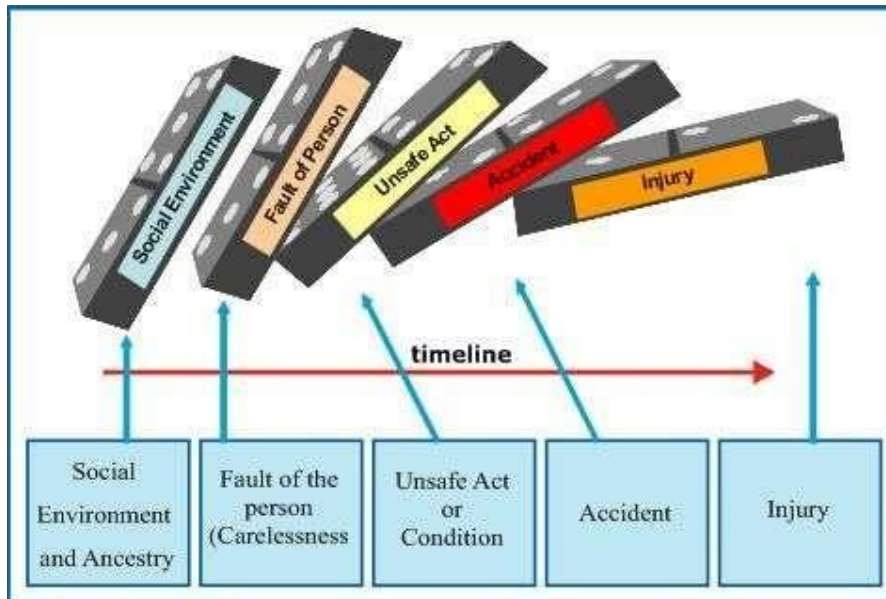 Social Environment
Fault of Person
Unsafe Act
Accident
Injury
timeline
Social
Environment
and Ancestry
Fault of the
person
(Carelessness
Unsafe Act
or
Condition
Accident
Injury